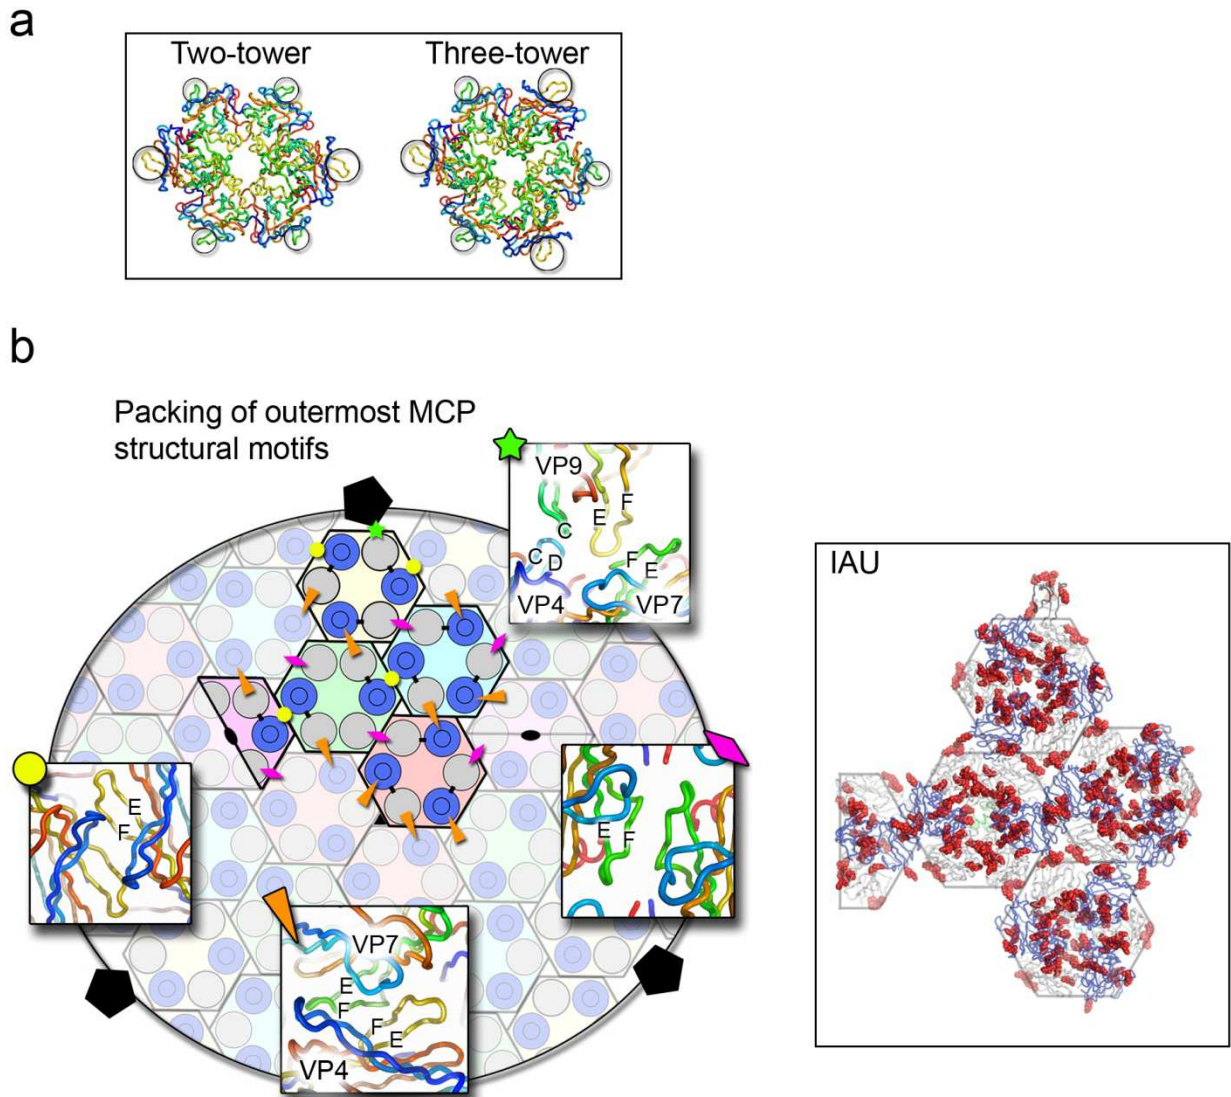 a
Two-tower
Three-tower
b
Packing of outermost MCP
structural motifs
VP9
F
E
C
C
D
F
E
VP4
VP7
IAU
E
F
E
F
VP7
E
F
F
E
VP4